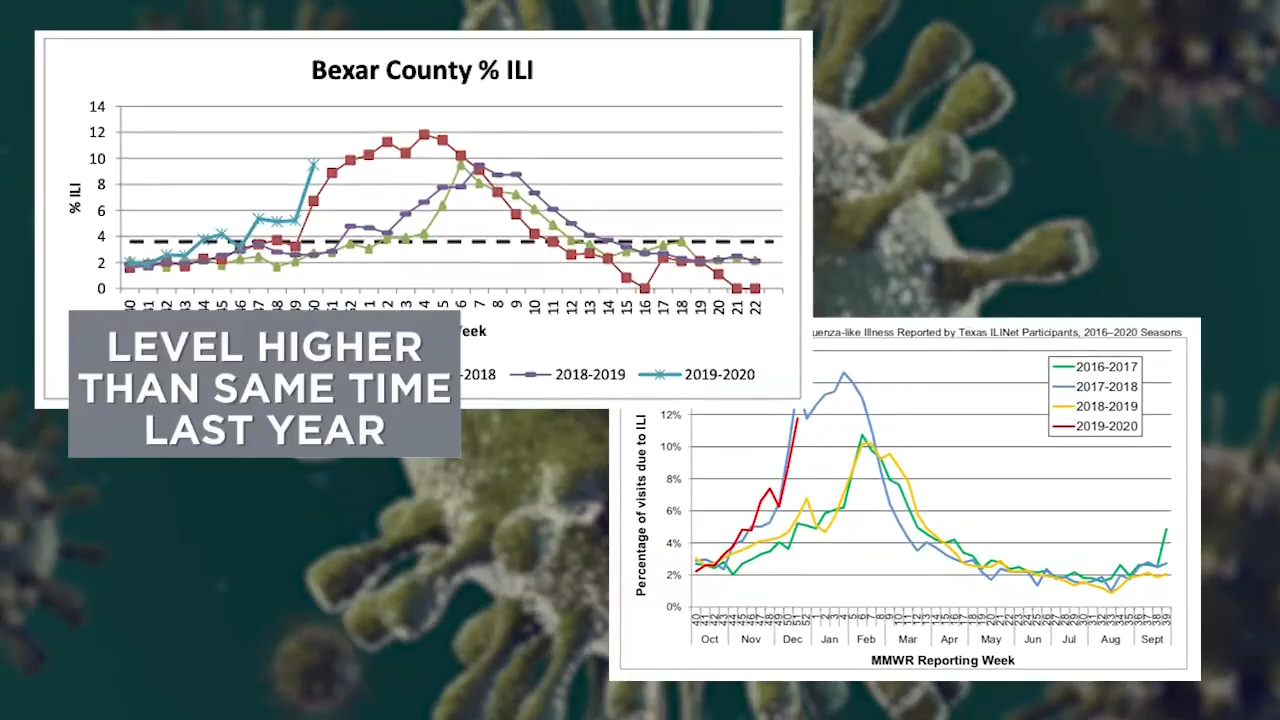 Bexar County % ILI
% ILI
14
12
10
8
6
4
2
0
40 41 42 43 44 45 46 47 48 49 50 51 52 1 2 3 4 5 6 7 8 9 10 11 12 13 14 15 16 17 18 19 20 21 22
-2018 2018-2019 2019-2020
LEVEL HIGHER
THAN SAME TIME
LAST YEAR
uenza-like Illness Reported by Texas ILINet Participants, 2016–2020 Seasons
2016-2017
2017-2018
2018-2019
2019-2020
Percentage of visits due to ILI
12%
10%
8%
6%
4%
2%
0%
Oct Nov Dec Jan Feb Mar Apr May Jun Jul Aug Sept
MMWR Reporting Week